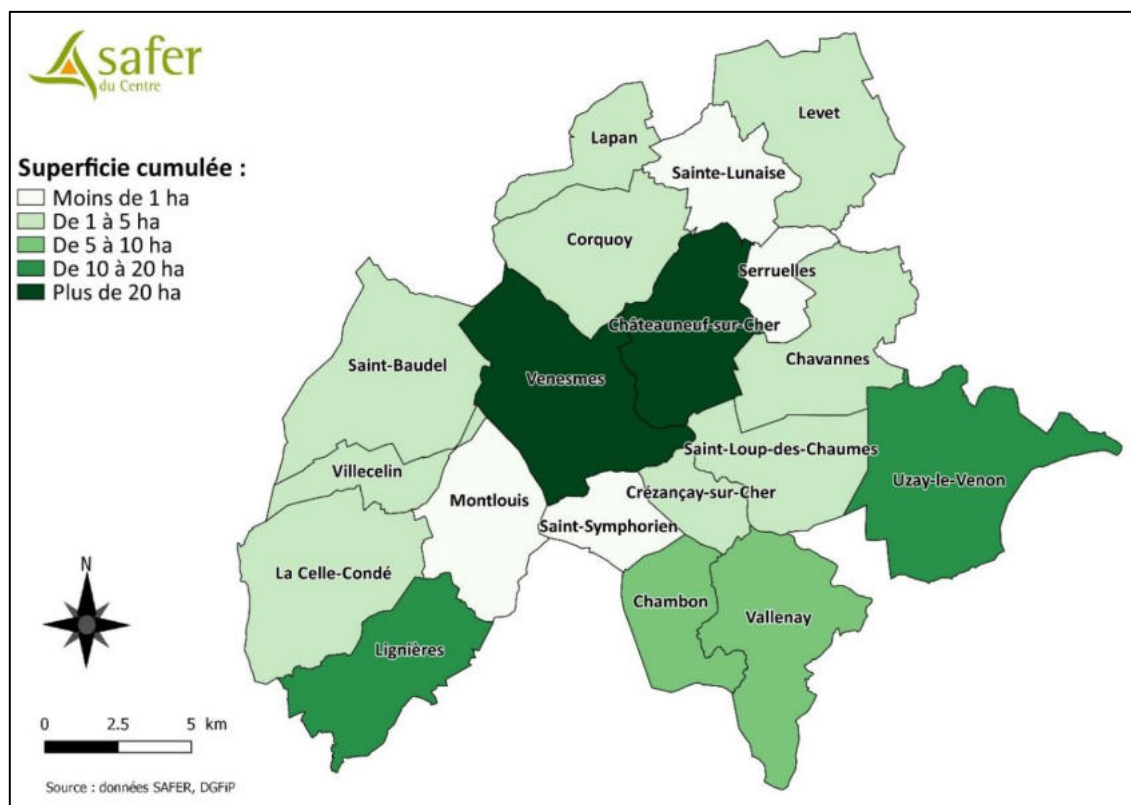 safer
du Centre
Superficie cumulée :
Moins de 1 ha
De 1 à 5 ha
De 5 à 10 ha
De 10 à 20 ha
Plus de 20 ha
Levet
Lapan
Sainte-Lunaise
Corquoy
Serruelles
Châteauneuf-sur-Cher
Chavannes
Saint-Baudel
Venesmes
Saint-Loup-des-Chaumes
Villecelin
Uzay-le-Venon
Crézançay-sur-Cher
Montlouis
Saint-Symphorien
La Celle-Condé
Chambon
Vallenay
Lignières
N
0 2.5 5 km
Source : données SAFER, DGFiP